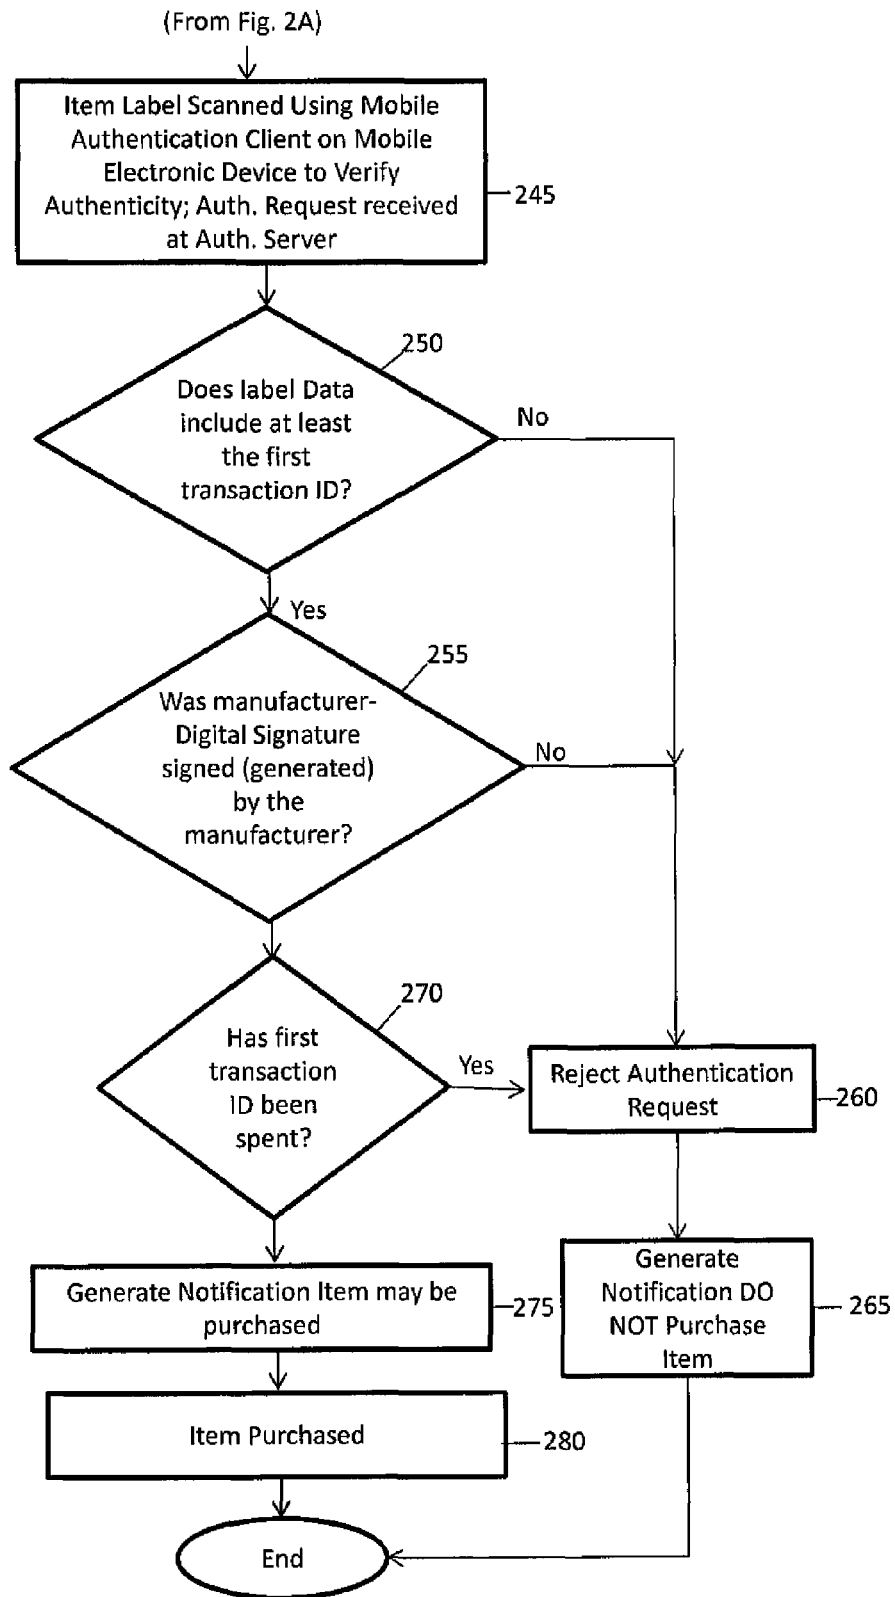 (From Fig. 2A)
Item Label Scanned Using Mobile
Authentication Client on Mobile
Electronic Device to Verify
Authenticity; Auth. Request received
at Auth. Server
245
250
Does label Data
include at least
the first
transaction ID?
No
Yes
255
Was manufacturer-
Digital Signature
signed (generated)
by the
manufacturer?
No
270
Has first
transaction
ID been
spent?
Yes
Reject Authentication
Request
260
Generate Notification Item may be
purchased
275
Generate
Notification DO
NOT Purchase
Item
265
Item Purchased
280
End